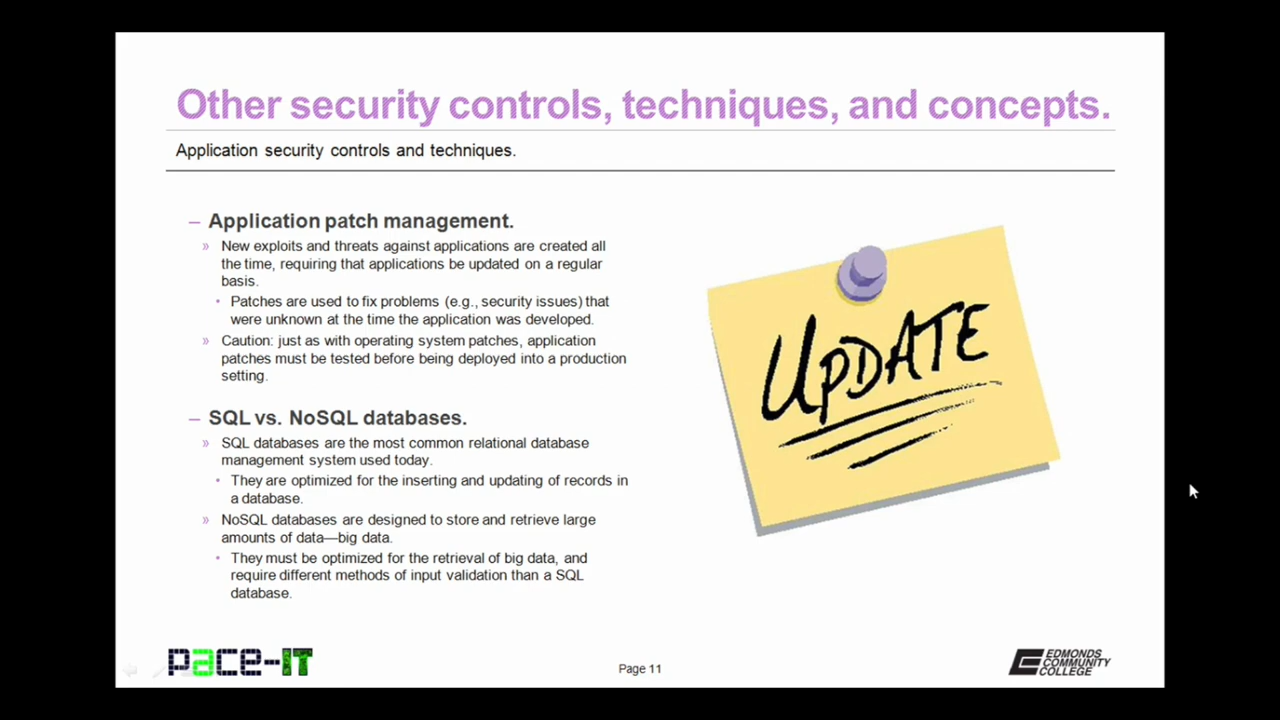 Other security controls, techniques, and concepts.
Application security controls and techniques.
– Application patch management.
» New exploits and threats against applications are created all
the time, requiring that applications be updated on a regular
basis.
• Patches are used to fix problems (e.g., security issues) that
were unknown at the time the application was developed.
» Caution: just as with operating system patches, application
patches must be tested before being deployed into a production
setting.
– SQL vs. NoSQL databases.
» SQL databases are the most common relational database
management system used today.
• They are optimized for the inserting and updating of records in
a database.
» NoSQL databases are designed to store and retrieve large
amounts of data—big data.
• They must be optimized for the retrieval of big data, and
require different methods of input validation than a SQL
database.
UPDATE
pace-IT
Page 11
EDMONDS
COMMUNITY
COLLEGE